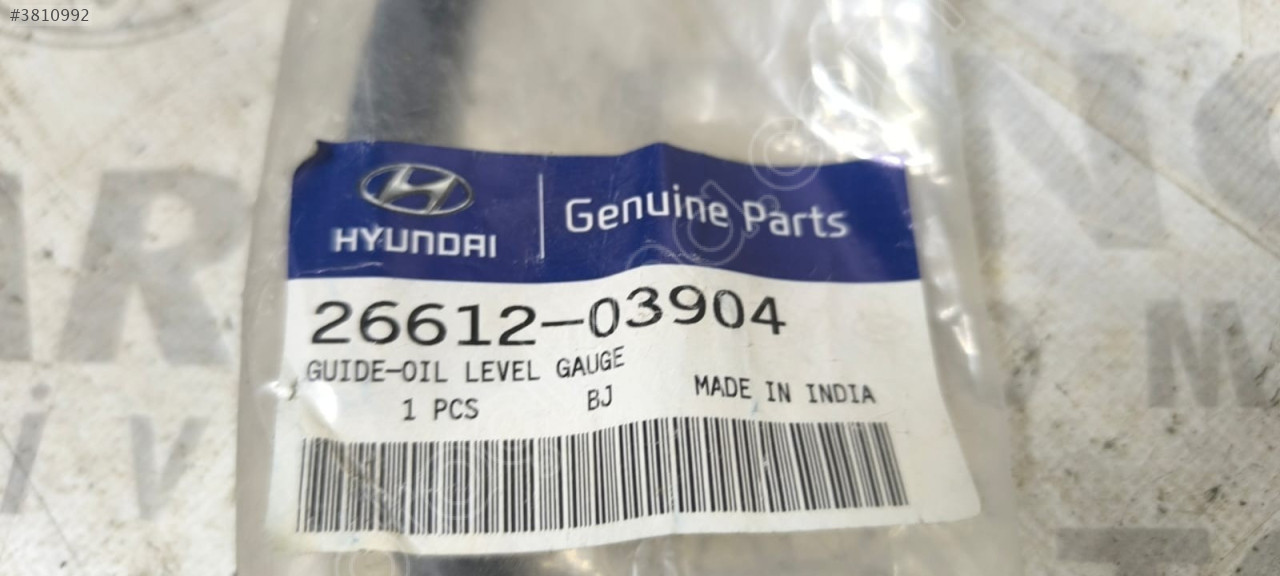 #3810992
HYUNDAI
Genuine Parts
26612-03904
GUIDE-OIL LEVEL GAUGE
1 PCS BJ MADE IN INDIA